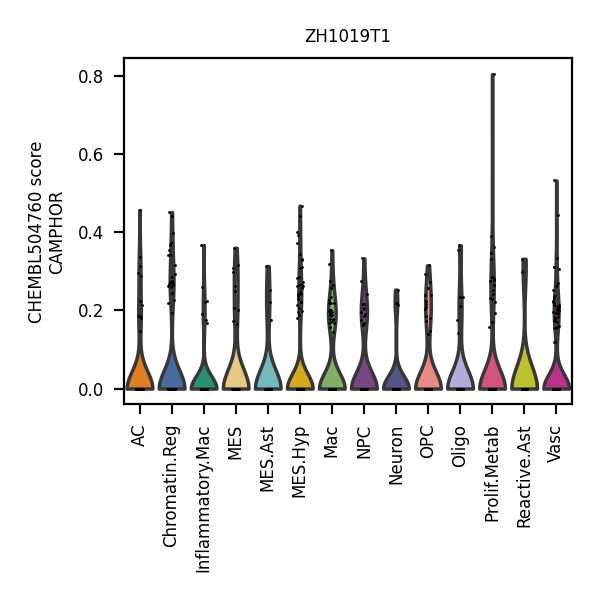 ZH1019T1
CHEMBL504760 score
CAMPHOR
0.8
0.6
0.4
0.2
0.0
AC
Chromatin.Reg
Inflammatory.Mac
MES
MES.Ast
MES.Hyp
Mac
NPC
Neuron
OPC
Oligo
Prolif.Metab
Reactive.Ast
Vasc